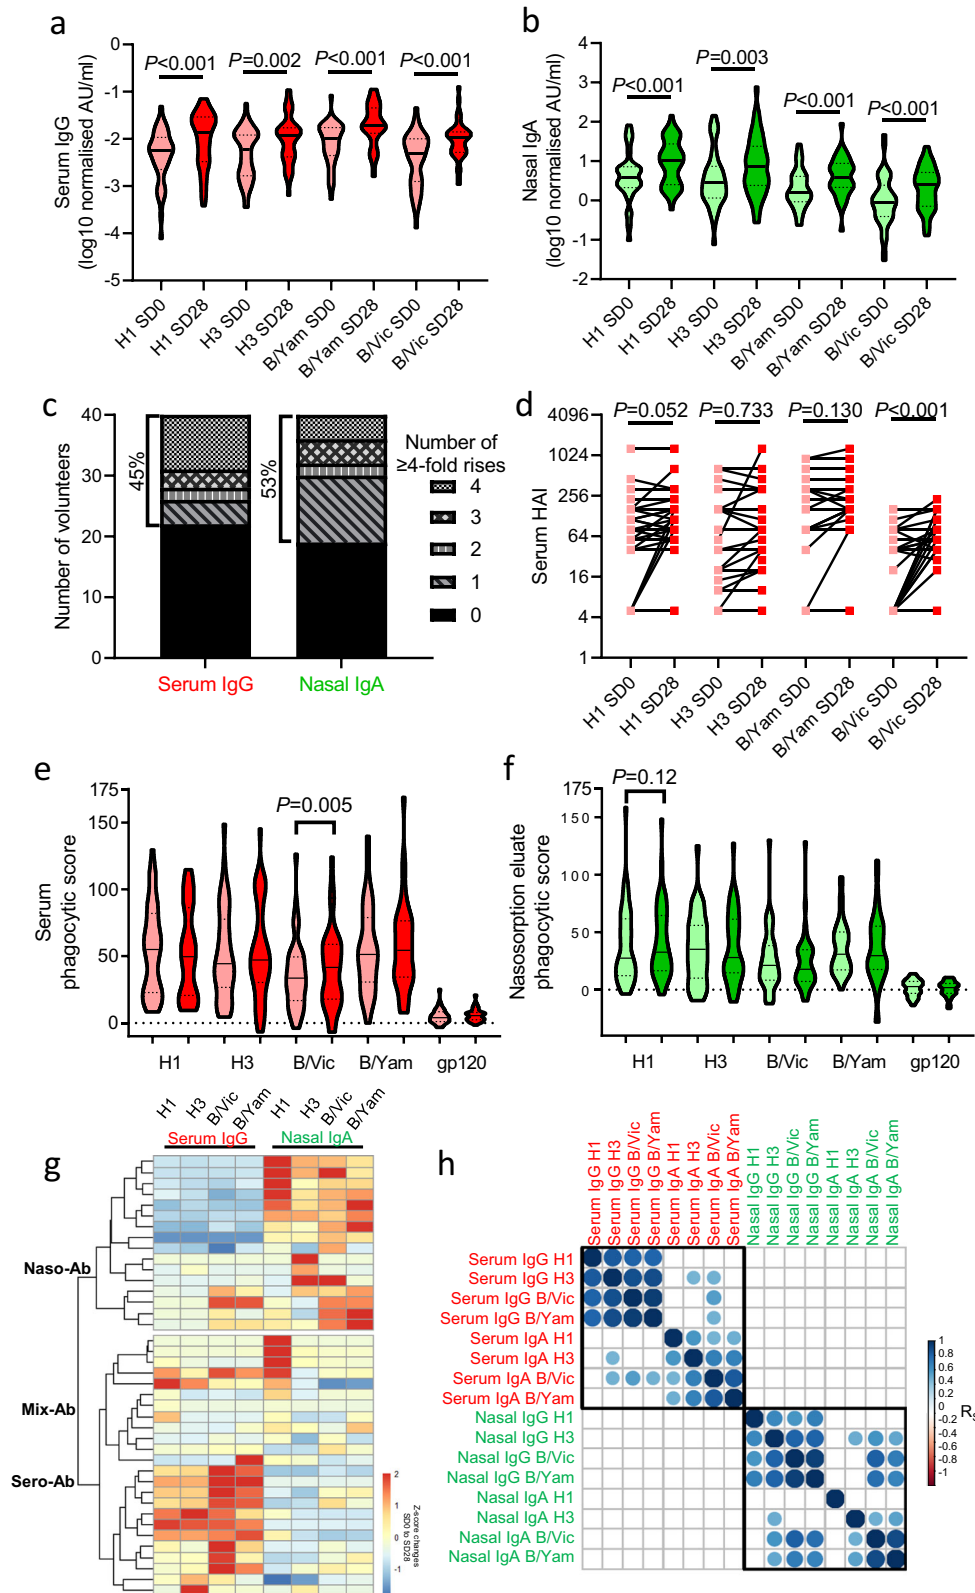 a
Serum IgG
(log10 normalised AU/ml)
0
-1
-2
-3
-4
-5
P<0.001
P=0.002
P<0.001
P<0.001
H1 SD0
H1 SD28
H3 SD0
H3 SD28
B/Yam SD0
B/Yam SD28
B/Vic SD0
B/Vic SD28
b
Nasal IgA
(log10 normalised AU/ml)
4
3
2
1
0
-1
-2
P<0.001
P=0.003
P<0.001
P<0.001
H1 SD0
H1 SD28
H3 SD0
H3 SD28
B/Yam SD0
B/Yam SD28
B/Vic SD0
B/Vic SD28
c
Number of volunteers
40
30
20
10
0
45%
53%
Serum IgG
Nasal IgA
Number of
≥4-fold rises
4
3
2
1
0
d
Serum HAI
4096
1024
256
64
16
4
1
P=0.052
P=0.733
P=0.130
P<0.001
H1 SD0
H1 SD28
H3 SD0
H3 SD28
B/Yam SD0
B/Yam SD28
B/Vic SD0
B/Vic SD28
e
Serum
phagocytic score
175
150
100
50
0
P=0.005
H1
H3
B/Vic
B/Yam
gp120
f
Nasosorption eluate
phagocytic score
175
150
100
50
0
P=0.12
H1
H3
B/Vic
B/Yam
gp120
g
H1
H3
B/Vic
B/Yam
H1
H3
B/Vic
B/Yam
Serum IgG
Nasal IgA
Naso-Ab
Mix-Ab
Sero-Ab
2
1
0
-1
Z-score changes
SD0 to SD28
h
Serum IgG H1
Serum IgG H3
Serum IgG B/Vic
Serum IgG B/Yam
Serum IgA H1
Serum IgA H3
Serum IgA B/Vic
Serum IgA B/Yam
Nasal IgG H1
Nasal IgG H3
Nasal IgG B/Vic
Nasal IgG B/Yam
Nasal IgA H1
Nasal IgA H3
Nasal IgA B/Vic
Nasal IgA B/Yam
Serum IgG H1
Serum IgG H3
Serum IgG B/Vic
Serum IgG B/Yam
Serum IgA H1
Serum IgA H3
Serum IgA B/Vic
Serum IgA B/Yam
Nasal IgG H1
Nasal IgG H3
Nasal IgG B/Vic
Nasal IgG B/Yam
Nasal IgA H1
Nasal IgA H3
Nasal IgA B/Vic
Nasal IgA B/Yam
1
0.8
0.6
0.4
0.2
0
-0.2
-0.4
-0.6
-0.8
-1
Rs